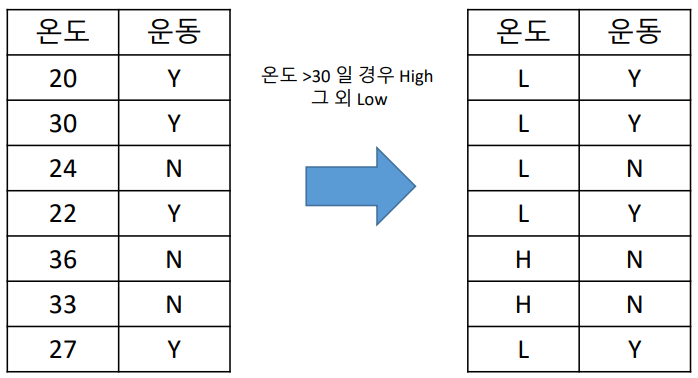 온도 운동
20 Y
30 Y
24 N
22 Y
36 N
33 N
27 Y
온도 >30 일 경우 High
그 외 Low
온도 운동
L Y
L Y
L N
L Y
H N
H N
L Y